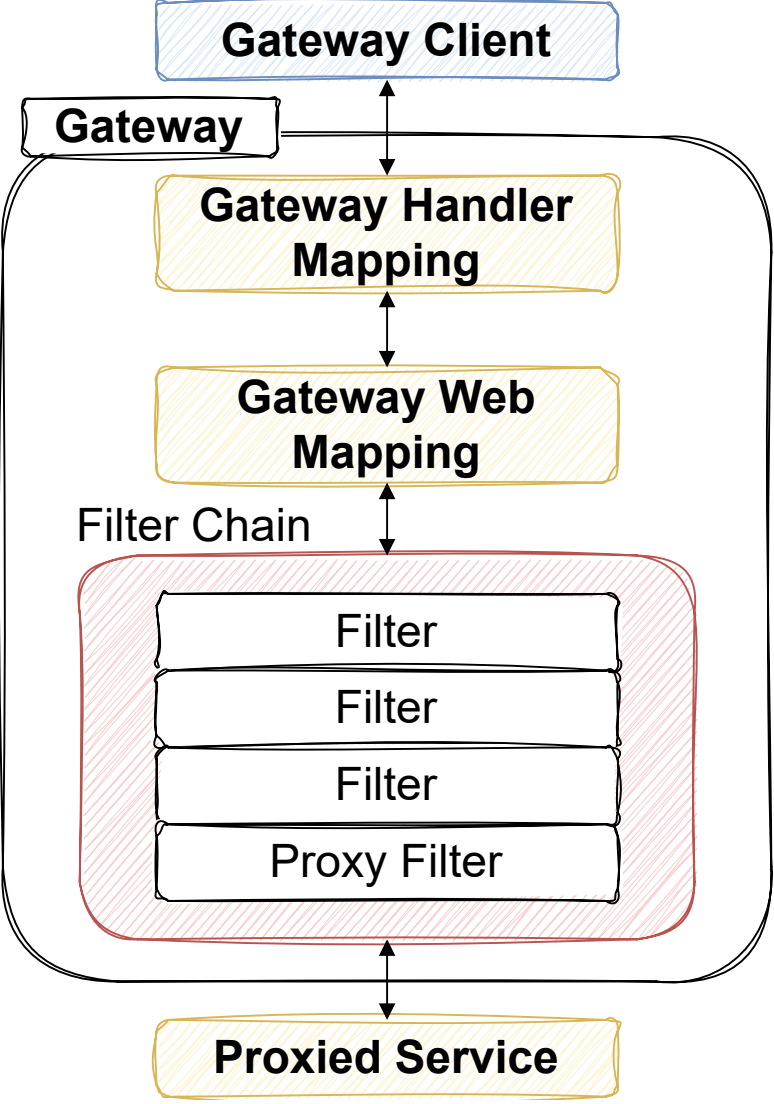 Gateway Client
Gateway
Gateway Handler
Mapping
Gateway Web
Mapping
Filter Chain
Filter
Filter
Filter
Proxy Filter
Proxied Service